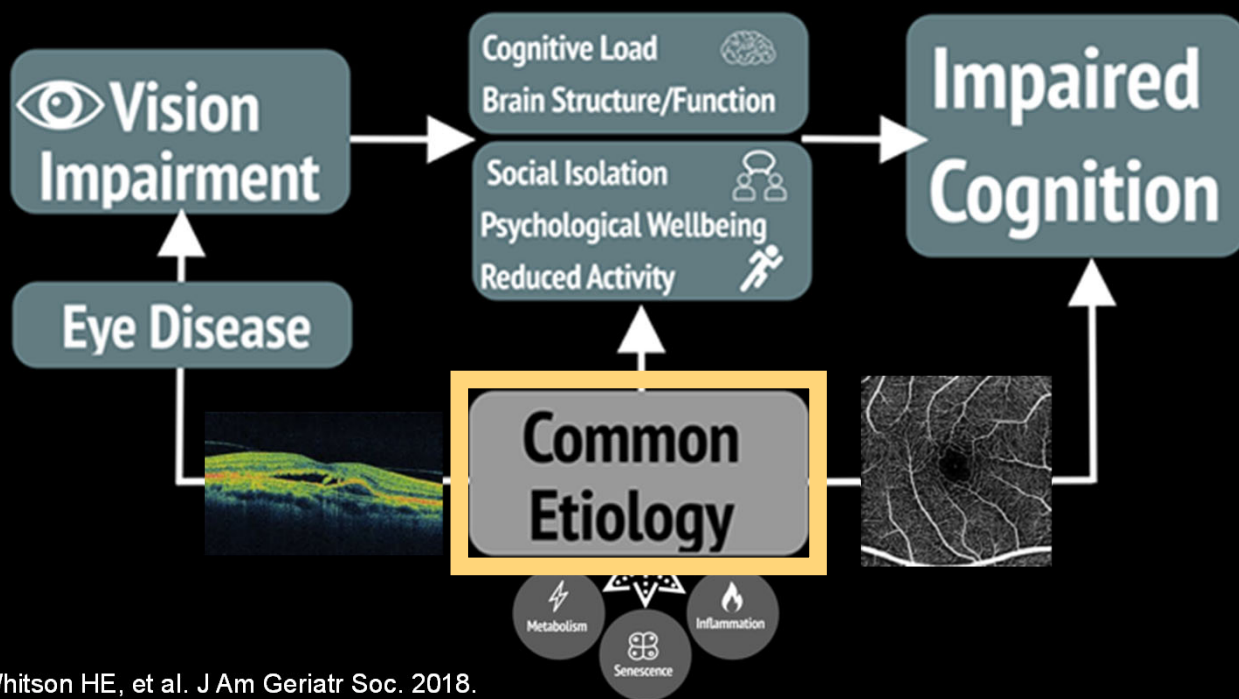 Vision
Impairment
Eye Disease
Cognitive Load
Brain Structure/Function
Social Isolation
Psychological Wellbeing
Reduced Activity
Impaired
Cognition
Common
Etiology
Metabolism
Senescence
Inflammation
hitson HE, et al. J Am Geriatr Soc. 2018.